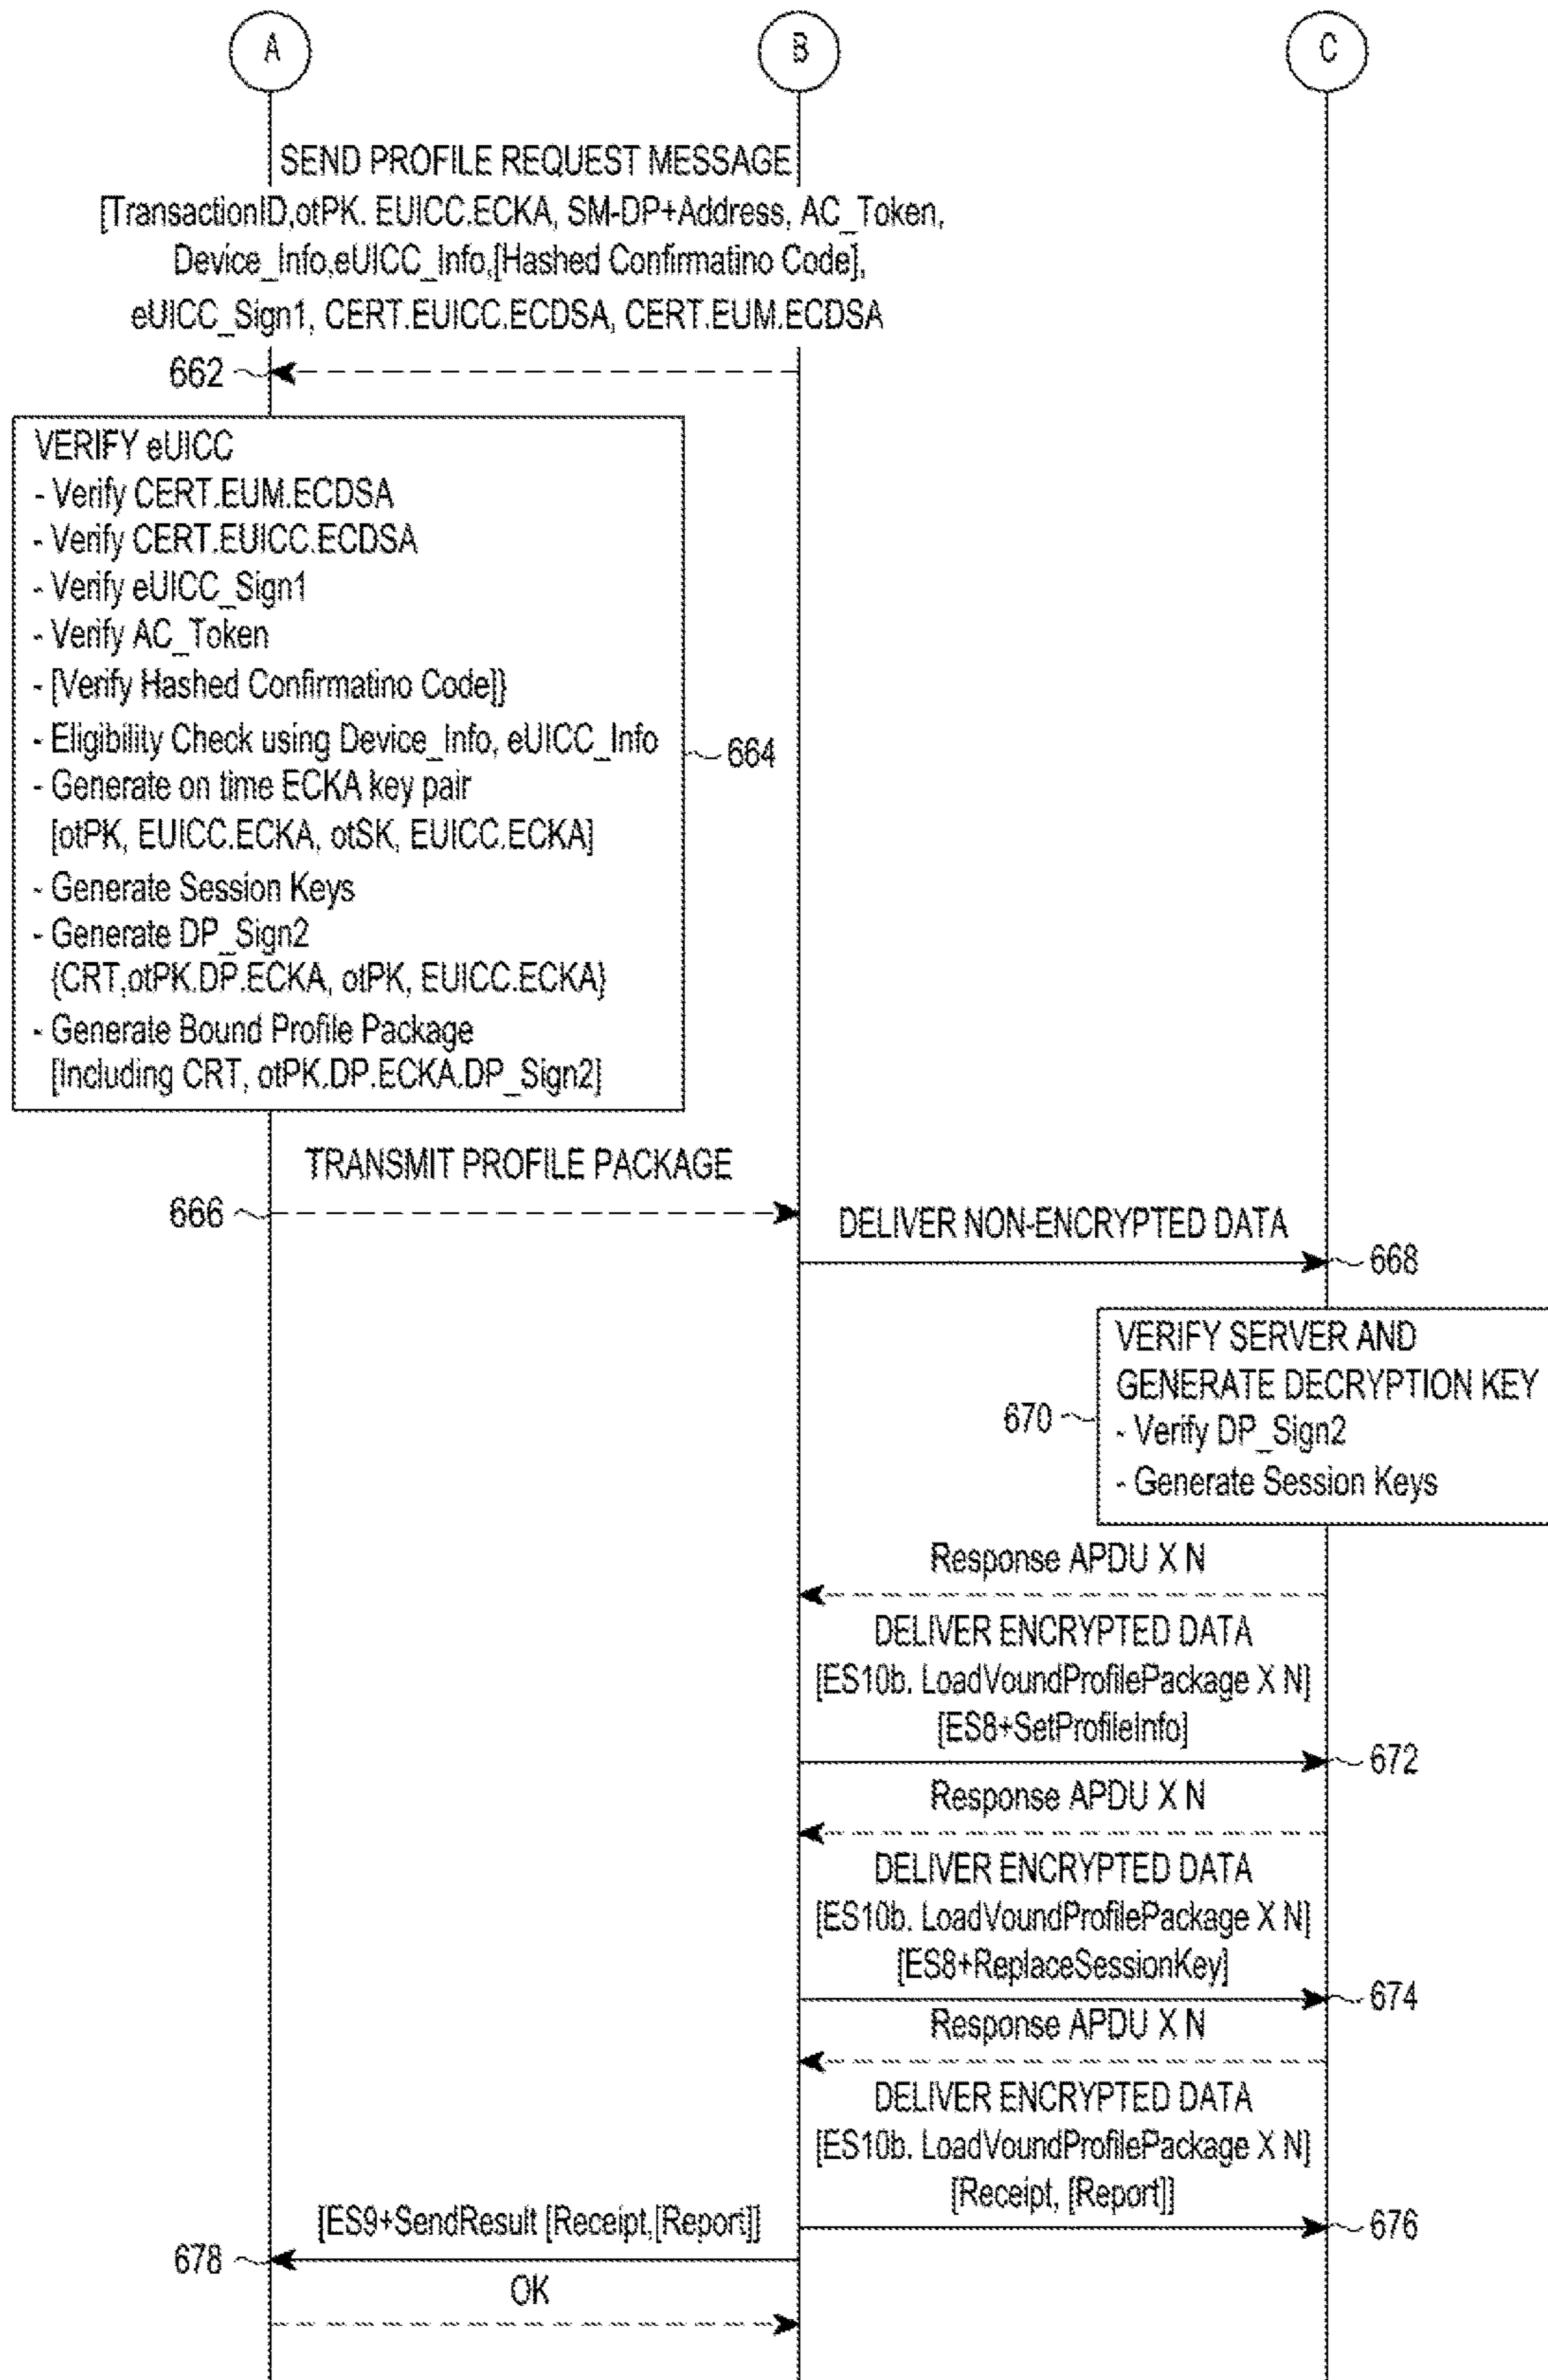 A
B
C
SEND PROFILE REQUEST MESSAGE
[TransactionID,otPK. EUICC.ECKA, SM-DP+Address, AC_Token,
Device_Info,eUICC_Info,[Hashed Confirmatino Code],
eUICC_Sign1, CERT.EUICC.ECDSA, CERT.EUM.ECDSA
662
VERIFY eUICC
- Verify CERT.EUM.ECDSA
- Verify CERT.EUICC.ECDSA
- Verify eUICC_Sign1
- Verify AC_Token
- [Verify Hashed Confirmatino Code]}
- Eligibility Check using Device_Info, eUICC_Info
- Generate on time ECKA key pair
[otPK, EUICC.ECKA, otSK, EUICC.ECKA]
- Generate Session Keys
- Generate DP_Sign2
{CRT,otPK.DP.ECKA, otPK, EUICC.ECKA}
- Generate Bound Profile Package
[Including CRT, otPK.DP.ECKA.DP_Sign2]
664
TRANSMIT PROFILE PACKAGE
666
DELIVER NON-ENCRYPTED DATA
668
VERIFY SERVER AND
GENERATE DECRYPTION KEY
- Verify DP_Sign2
- Generate Session Keys
670
Response APDU X N
DELIVER ENCRYPTED DATA
[ES10b. LoadVoundProfilePackage X N]
[ES8+SetProfileInfo]
672
Response APDU X N
DELIVER ENCRYPTED DATA
[ES10b. LoadVoundProfilePackage X N]
[ES8+ReplaceSessionKey]
674
Response APDU X N
DELIVER ENCRYPTED DATA
[ES10b. LoadVoundProfilePackage X N]
[Receipt, [Report]]
676
[ES9+SendResult [Receipt,[Report]]
678
OK